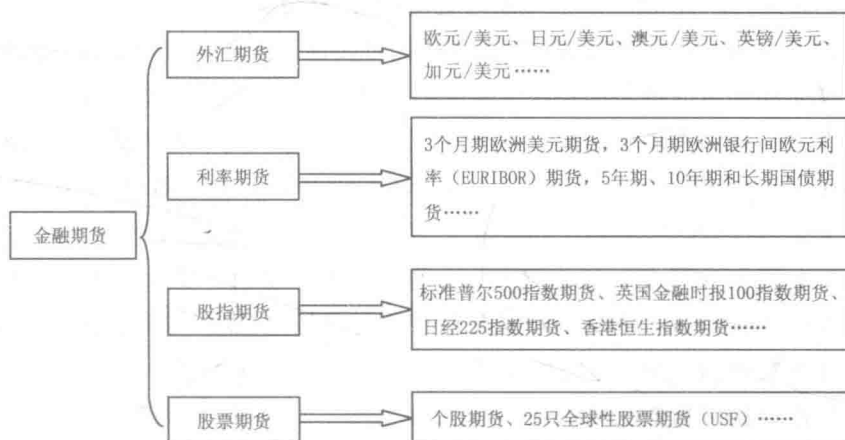 外汇期货
欧元/美元、日元/美元、澳元/美元、英镑/美元、
加元/美元……
利率期货
3个月期欧洲美元期货，3个月期欧洲银行间欧元利
率（EURIBOR）期货，5年期、10年期和长期国债期
货……
金融期货
股指期货
标准普尔500指数期货、英国金融时报100指数期货、
日经225指数期货、香港恒生指数期货……
股票期货
个股期货、25只全球性股票期货（USF）……